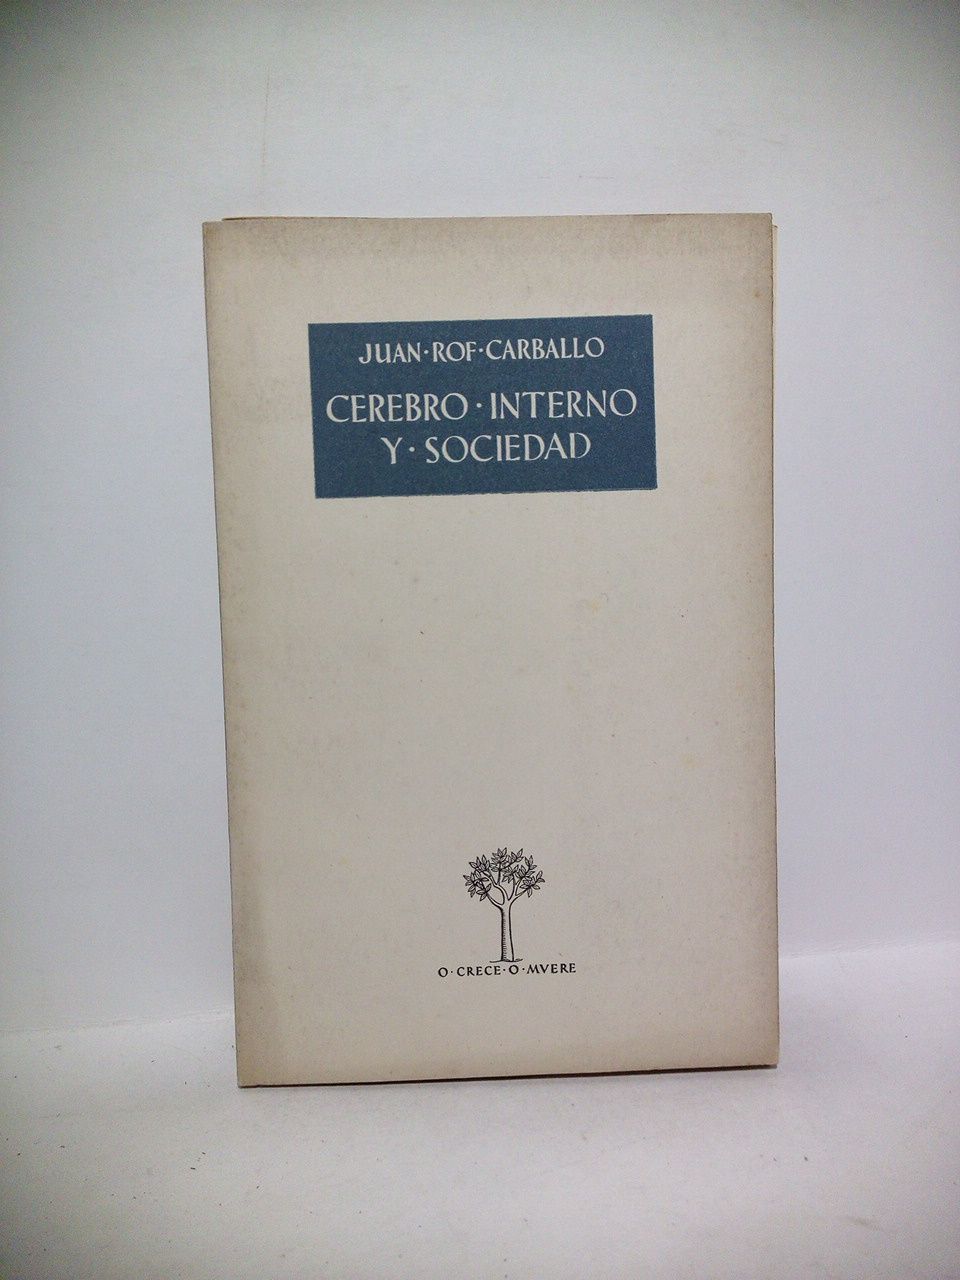 JUAN·ROF·CARBALLO
CEREBRO·INTERNO
Y·SOCIEDAD
O·CRECE·O·MVERE